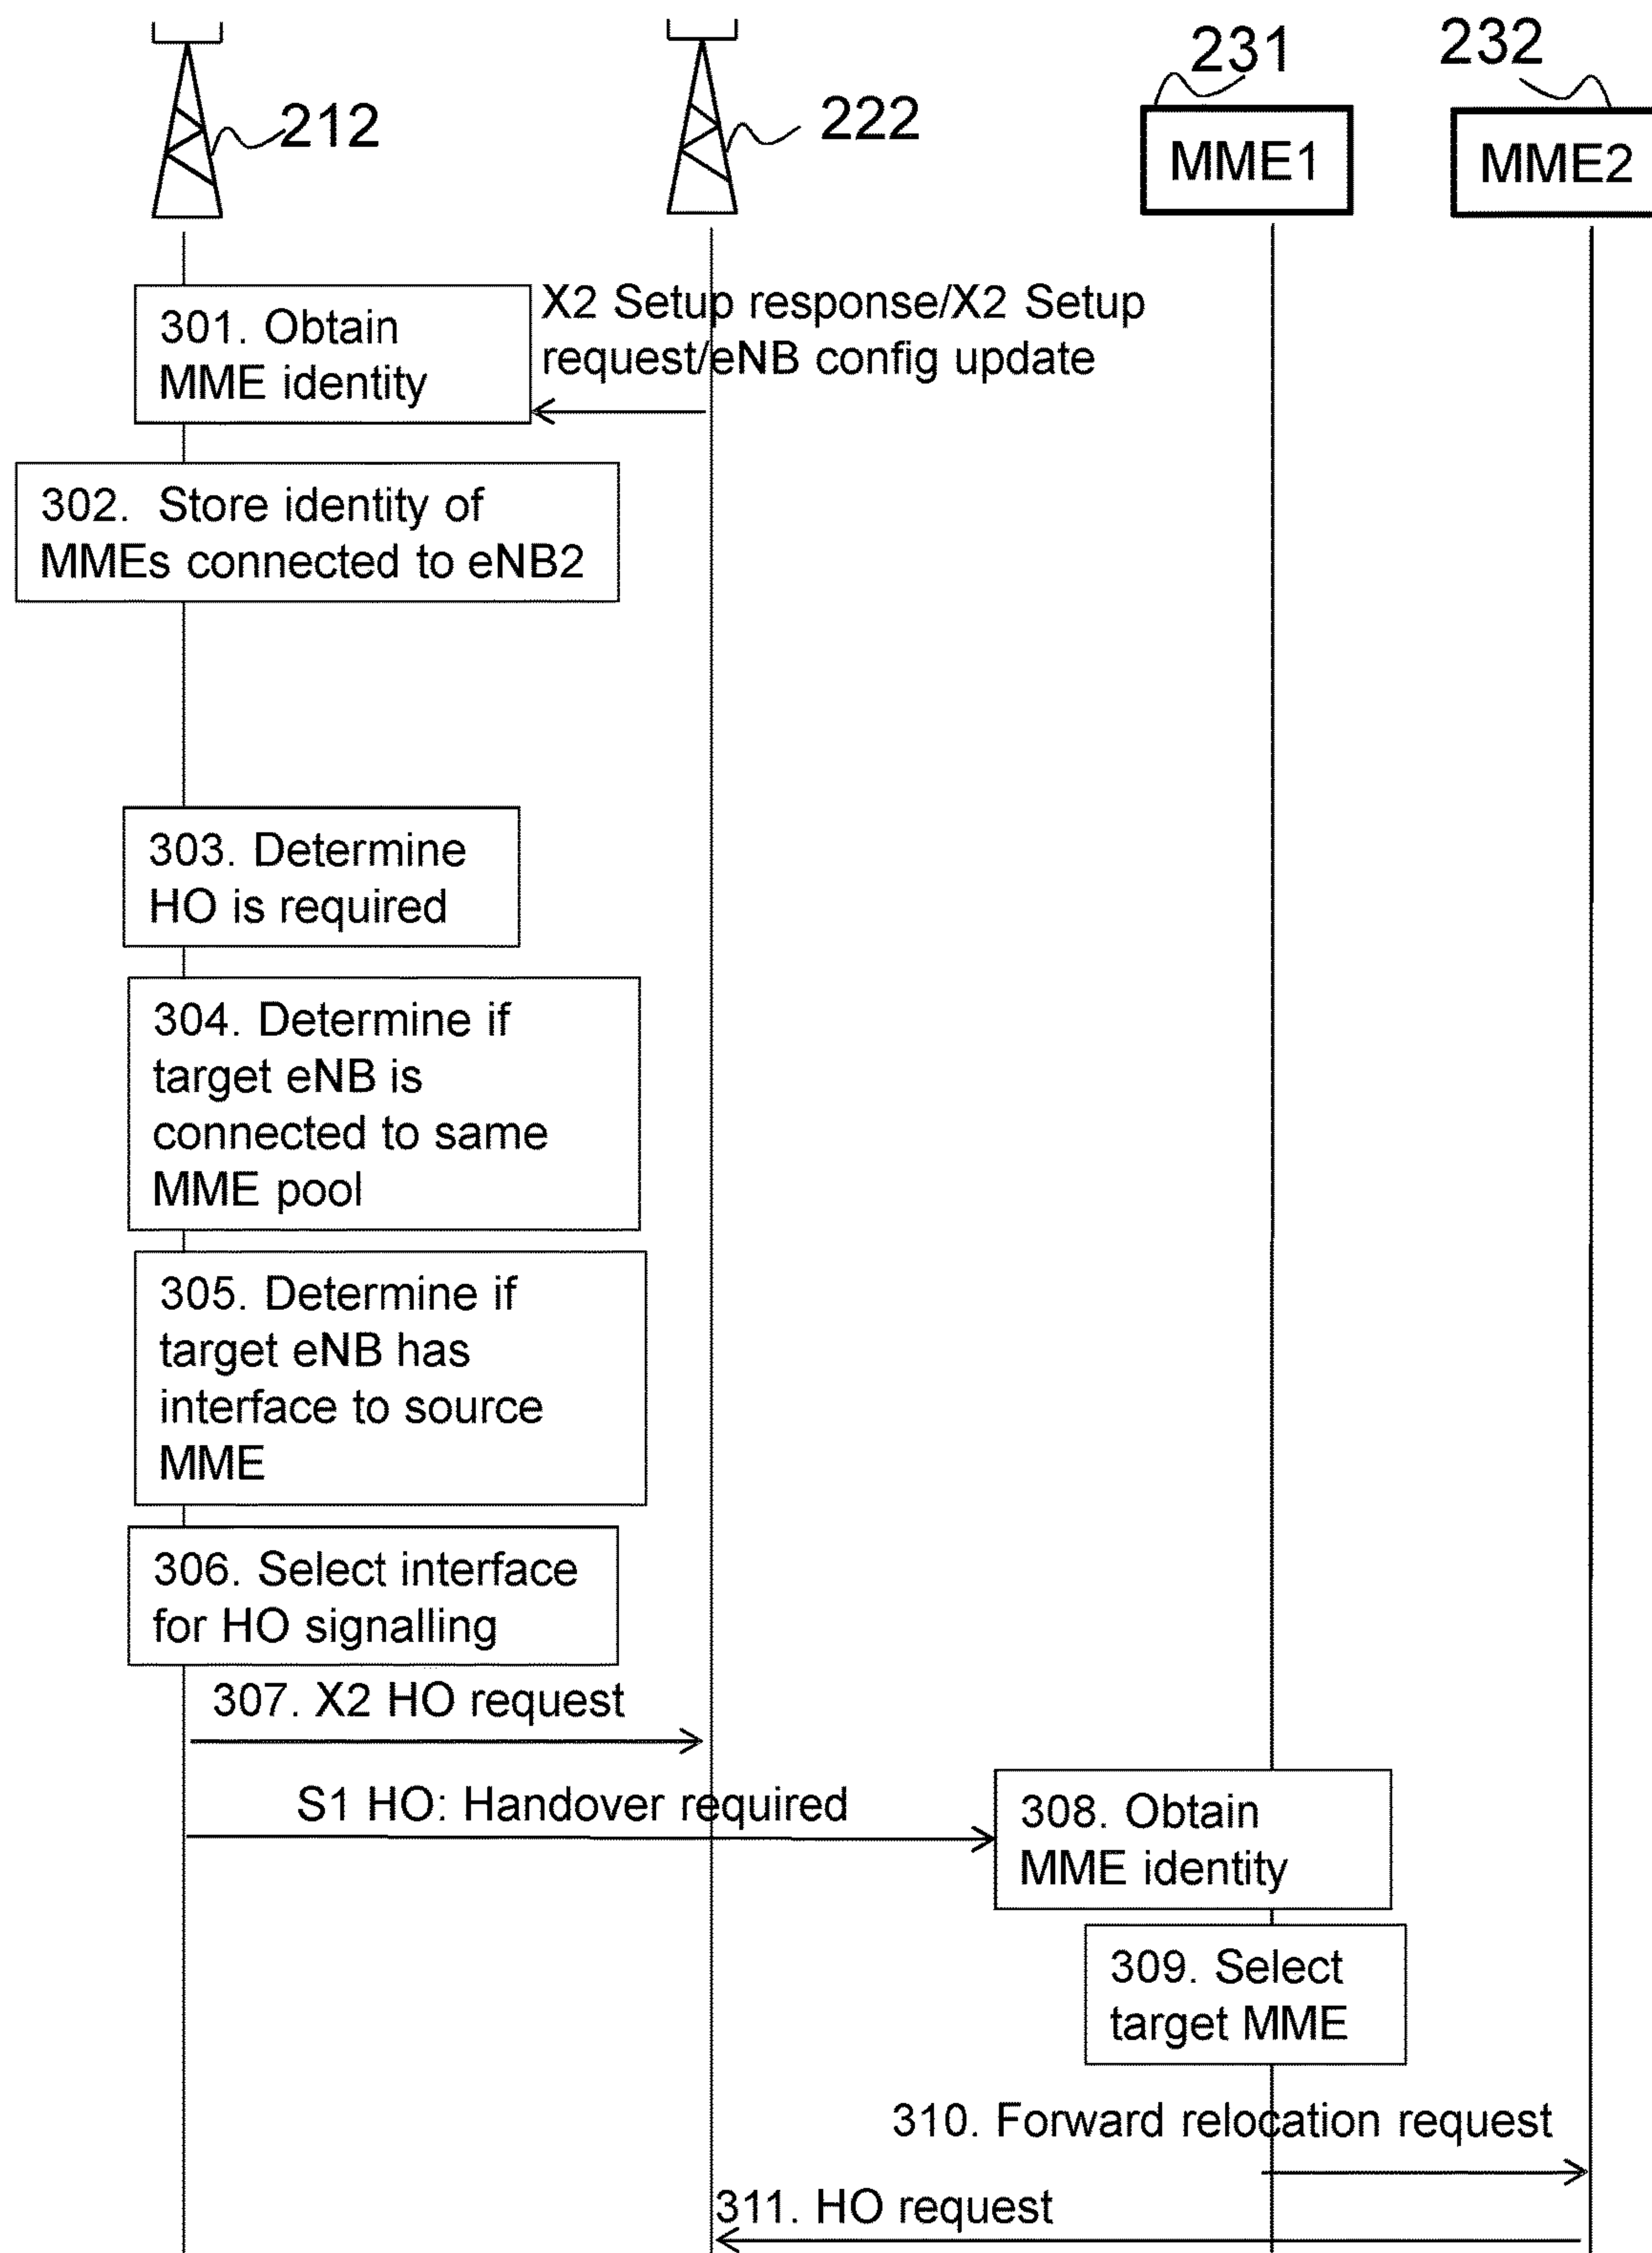 212
222
231
232
MME1
MME2
301. Obtain
MME identity
X2 Setup response/X2 Setup
request/eNB config update
302.  Store identity of
MMEs connected to eNB2
303. Determine
HO is required
304. Determine if
target eNB is
connected to same
MME pool
305. Determine if
target eNB has
interface to source
MME
306. Select interface
for HO signalling
307. X2 HO request
S1 HO: Handover required
308. Obtain
MME identity
309. Select
target MME
310. Forward relocation request
311. HO request